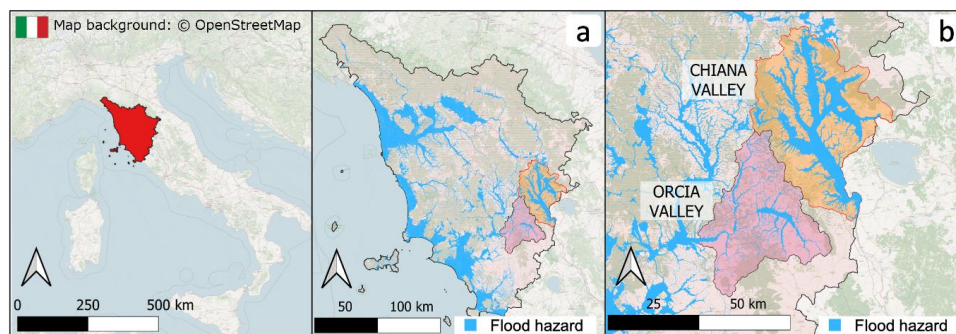 Map background: © OpenStreetMap
0 250 500 km
a
50 100 km
Flood hazard
b
CHIANA
VALLEY
ORCIA
VALLEY
25 50 km
Flood hazard